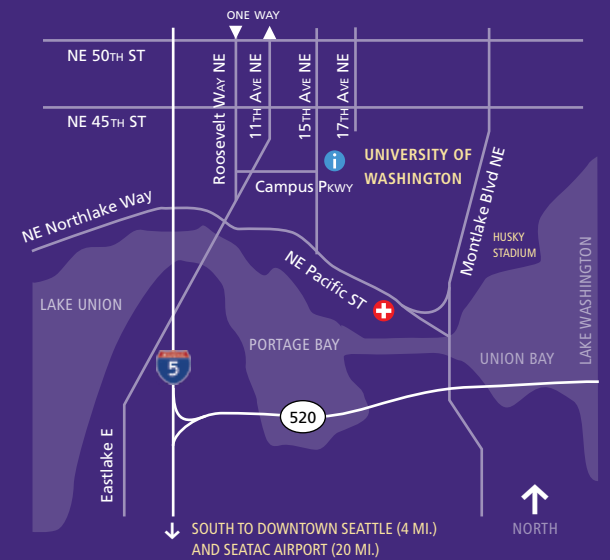 ONE WAY
NE 50TH ST
NE 45TH ST
Roosevelt Way NE
11th Ave NE
15th Ave NE
17th Ave NE
i
UNIVERSITY OF
WASHINGTON
Campus Pkwy
NE Northlake Way
NE Pacific St
Montlake Blvd NE
HUSKY
STADIUM
LAKE WASHINGTON
LAKE UNION
PORTAGE BAY
UNION BAY
5
520
Eastlake E
SOUTH TO DOWNTOWN SEATTLE (4 MI.)
AND SEATAC AIRPORT (20 MI.)
NORTH